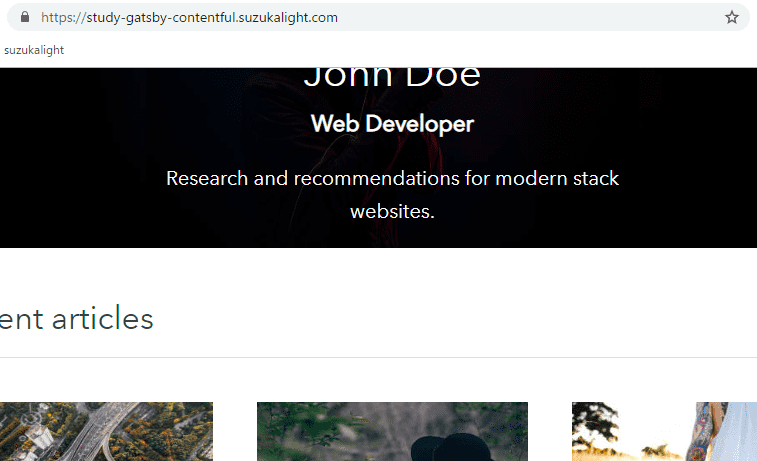 https://study-gatsby-contentful.suzukalight.com
suzukalight
John Doe
Web Developer
Research and recommendations for modern stack
websites.
ent articles